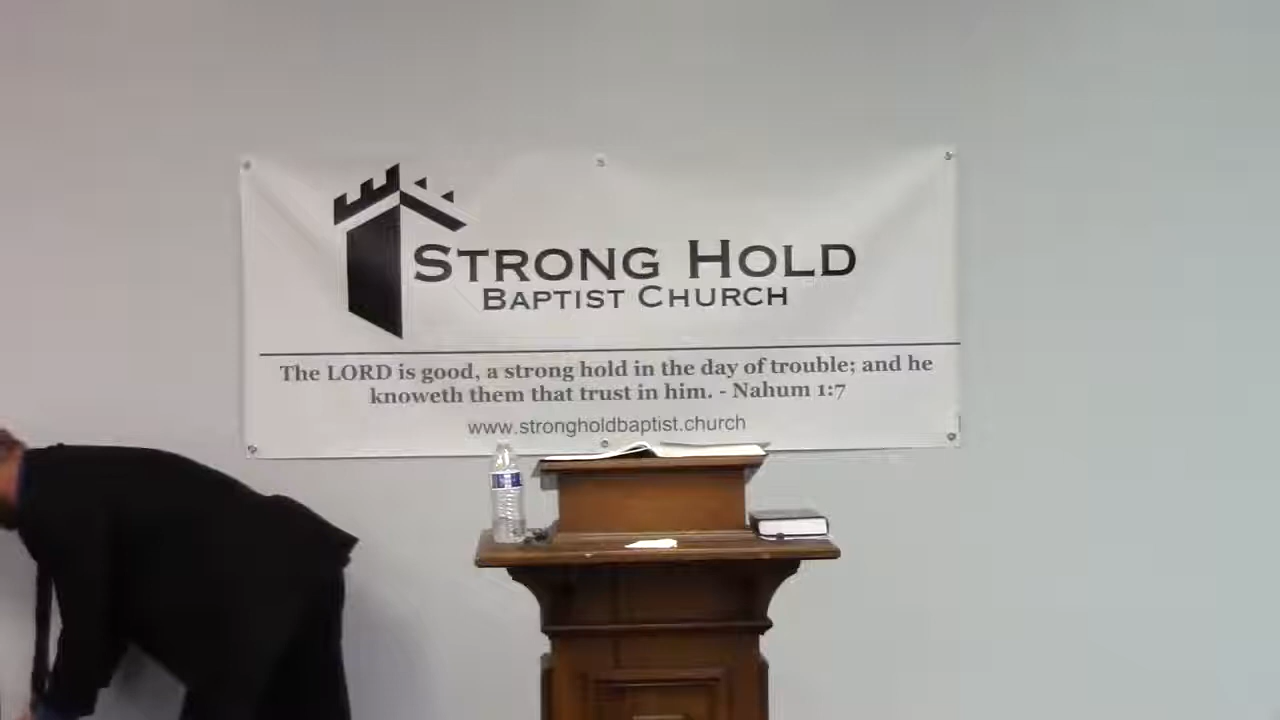 STRONG HOLD
BAPTIST CHURCH
The LORD is good, a strong hold in the day of trouble; and he
knoweth them that trust in him. - Nahum 1:7
www.strongholdbaptist.church